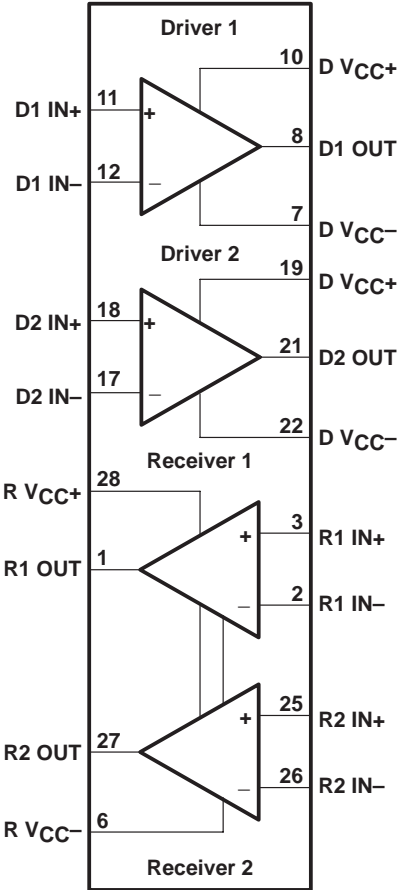 Driver 1
10 D VCC+
D1 IN+ 11 +
8 D1 OUT
D1 IN– 12 –
7 D VCC–
Driver 2
19 D VCC+
D2 IN+ 18 +
21 D2 OUT
D2 IN– 17 –
22 D VCC–
Receiver 1
R VCC+ 28
+ 3 R1 IN+
R1 OUT 1
– 2 R1 IN–
+ 25 R2 IN+
R2 OUT 27
– 26 R2 IN–
R VCC– 6
Receiver 2